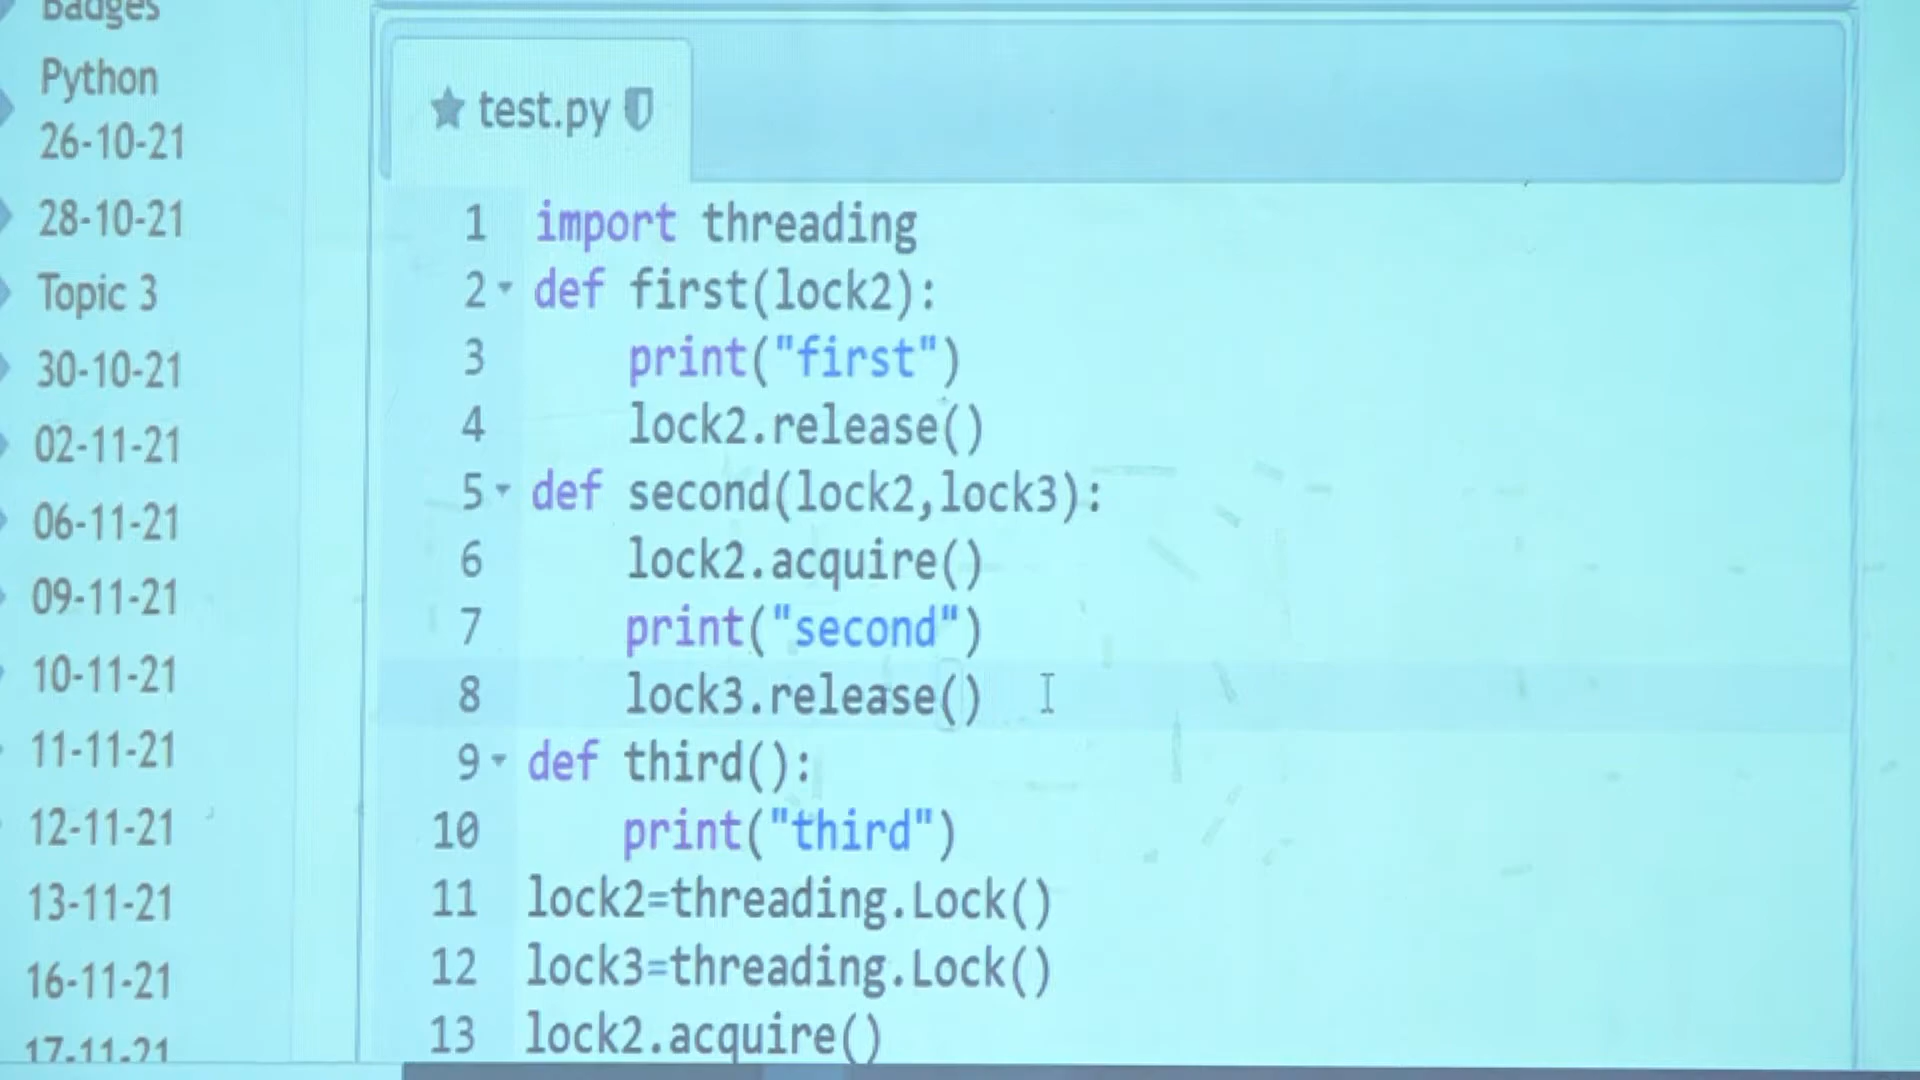 Badges
Python
26-10-21
28-10-21
Topic 3
30-10-21
02-11-21
06-11-21
09-11-21
10-11-21
11-11-21
12-11-21
13-11-21
16-11-21
17-11-21
test.py
1 import threading
2 def first(lock2):
3 print("first")
4 lock2.release()
5 def second(lock2,lock3):
6 lock2.acquire()
7 print("second")
8 lock3.release()
9 def third():
10 print("third")
11 lock2=threading.Lock()
12 lock3=threading.Lock()
13 lock2.acquire()